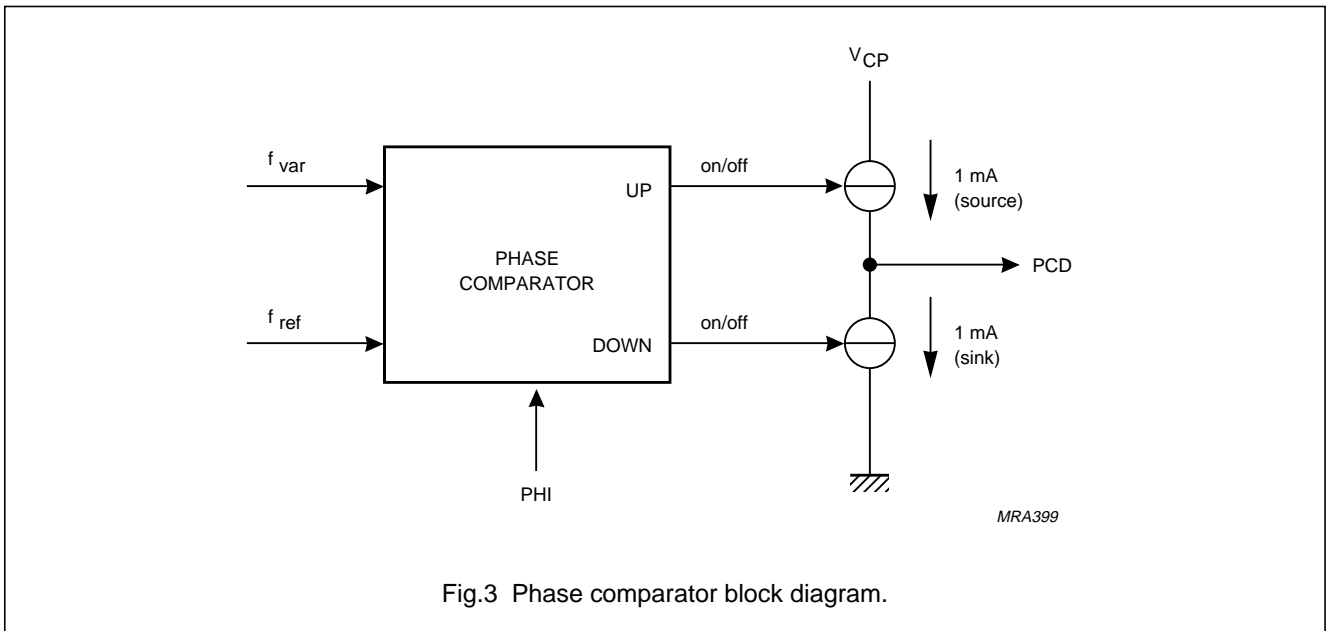 V CP
f var
on/off
UP
1 mA
(source)
PHASE
COMPARATOR
PCD
f ref
on/off
DOWN
1 mA
(sink)
PHI
MRA399
Fig.3 Phase comparator block diagram.